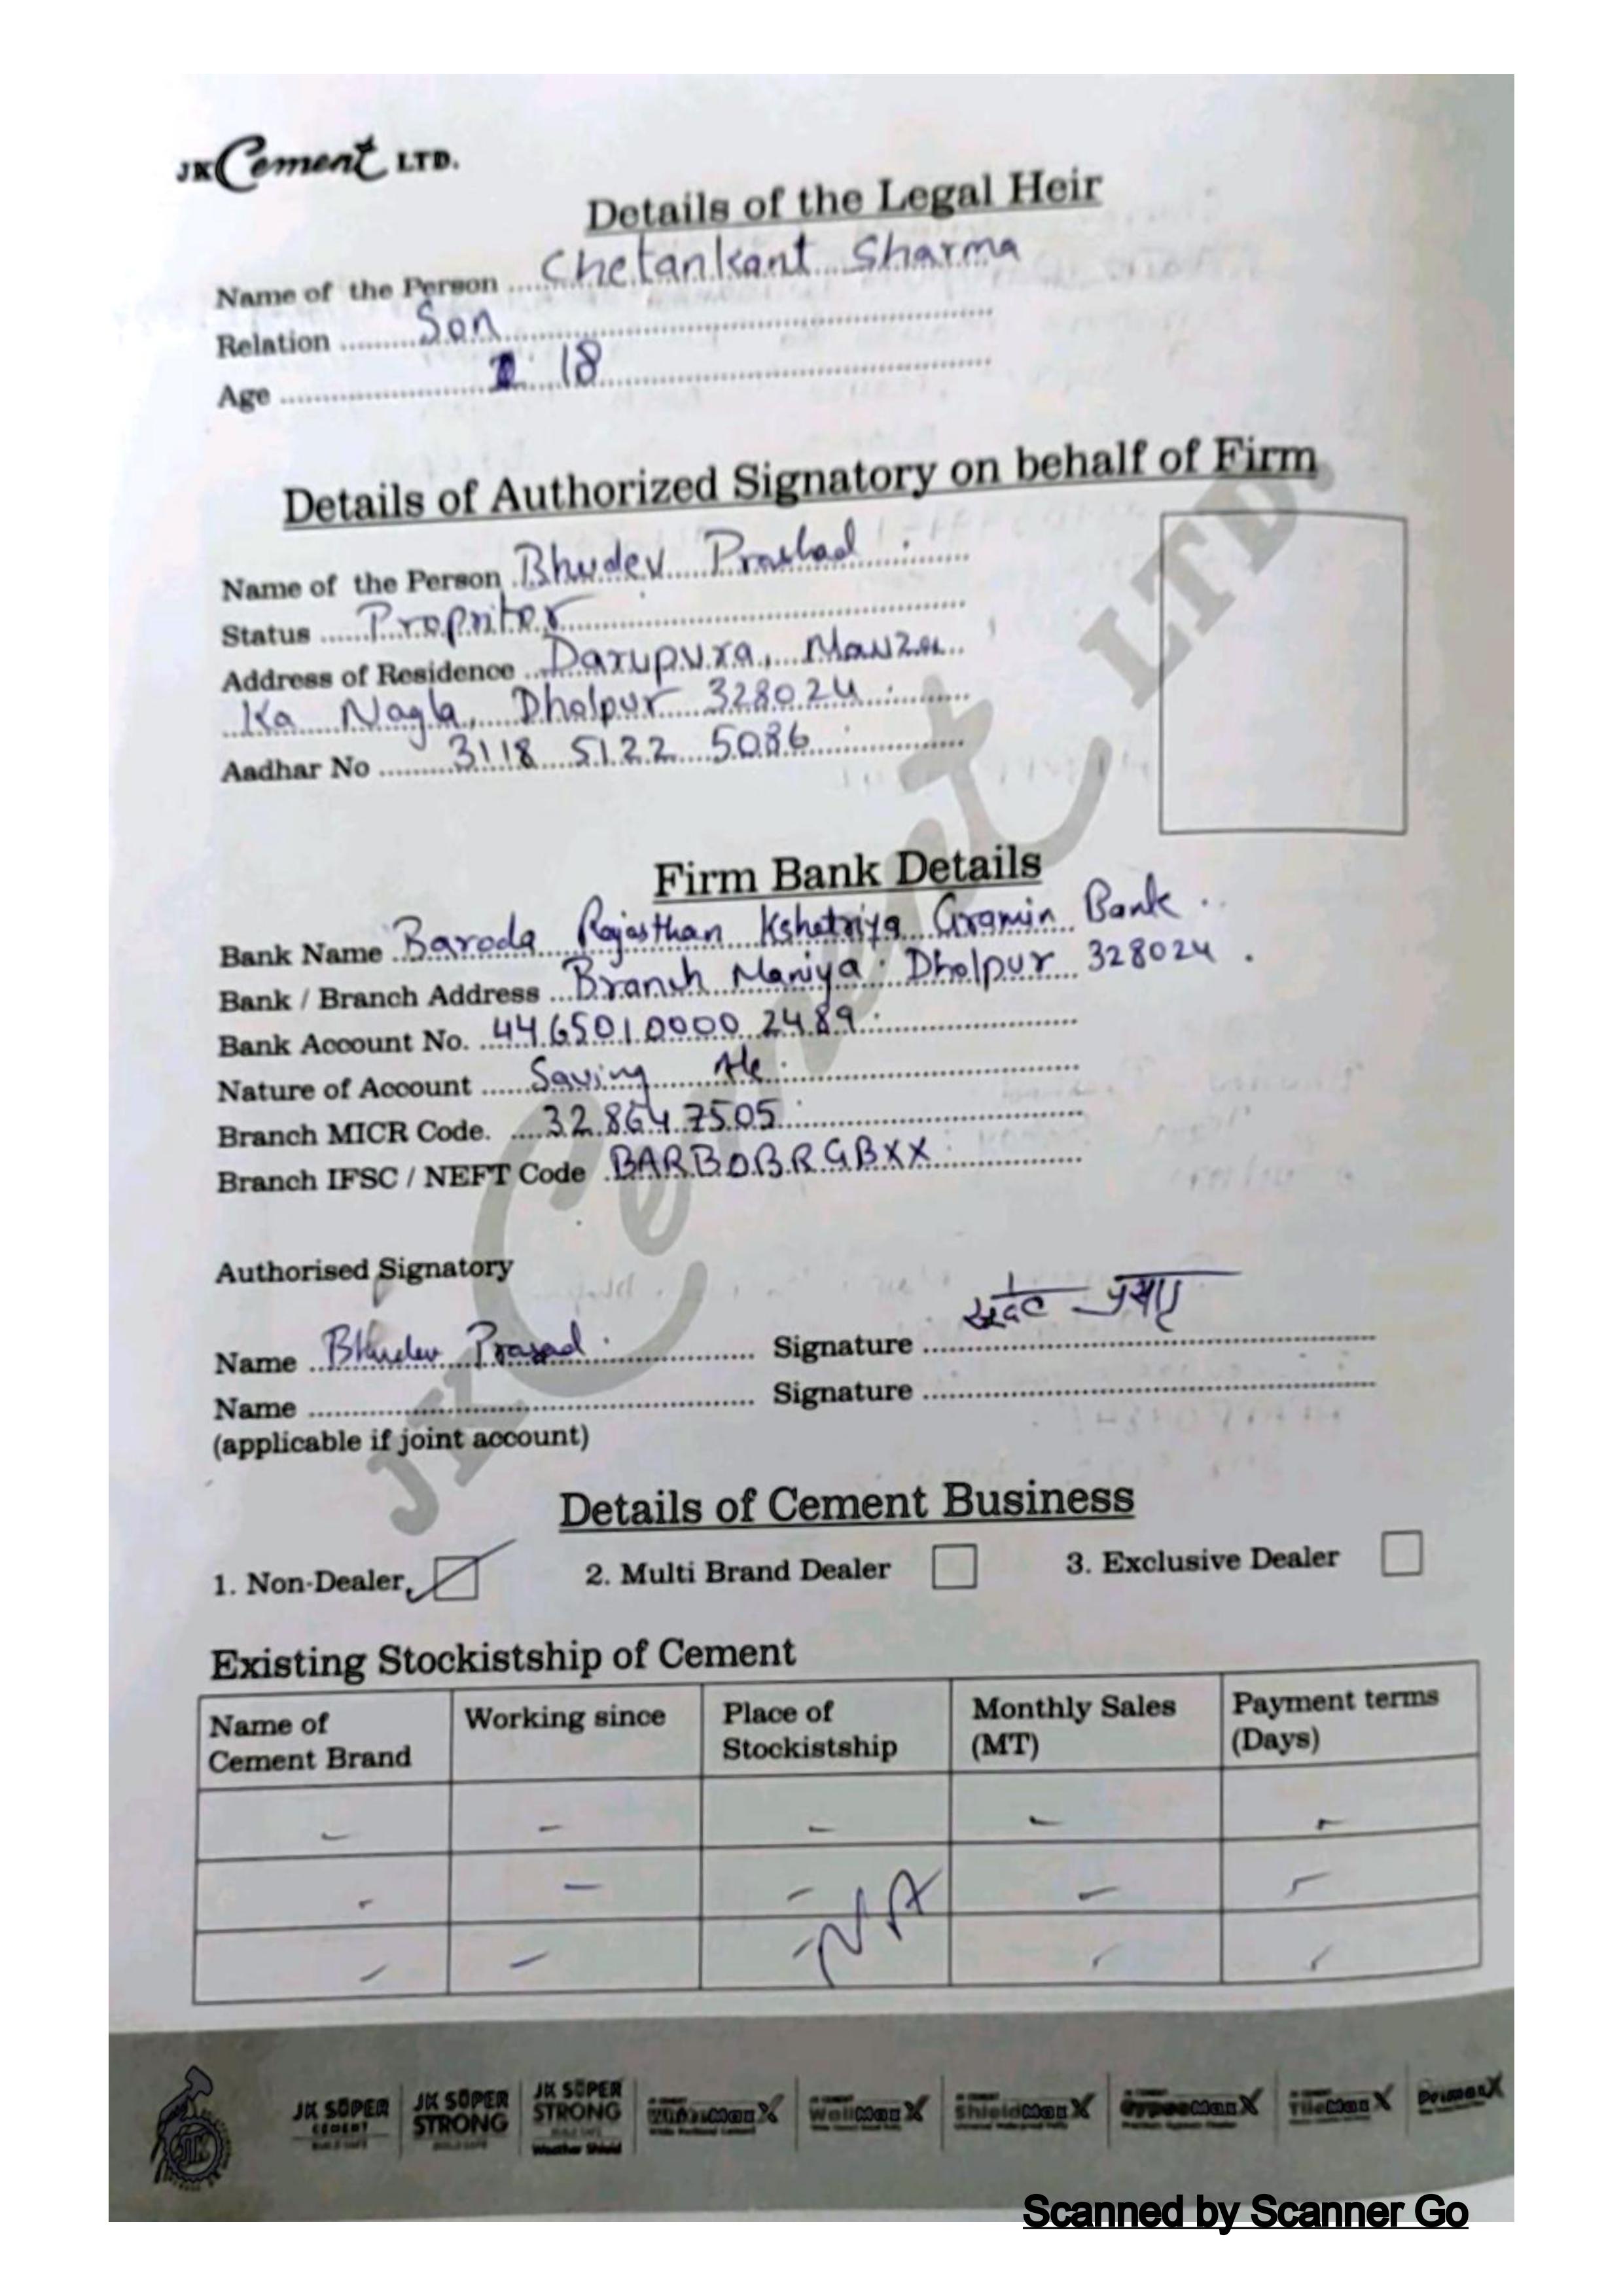 JK Cement LTD.
Details of the Legal Heir
Name of the Person Chetankant Sharma
Relation Son
Age 18
Details of Authorized Signatory on behalf of Firm
Name of the Person Bhudev Prashad
Status Propritor
Address of Residence Darupura, Mauza
Ka Nagla, Dholpur 328024
Aadhar No 3118 5122 5086
Firm Bank Details
Bank Name Baroda Rajasthan Kshetriya Gramin Bank
Bank / Branch Address Branch Maniya Dholpur 328024
Bank Account No. 44650100002489
Nature of Account Saving A/c
Branch MICR Code. 328647505
Branch IFSC / NEFT Code BARB0BRGBXX
Authorised Signatory
Name Bhudev Prasad Signature
Name Signature
(applicable if joint account)
Details of Cement Business
1. Non-Dealer 2. Multi Brand Dealer 3. Exclusive Dealer
Existing Stockistship of Cement
Name of Cement Brand Working since Place of Stockistship Monthly Sales (MT) Payment terms (Days)
- - - - -
- - - - -
- - - - -
NA
JK Cement LTD.
JK SUPER CEMENT JK SUPER STRONG JK SUPER STRONG Weather Shield WallMaxX ShieldMaxX GypsoMaxX TileMaxX PrimaxX
Scanned by Scanner Go